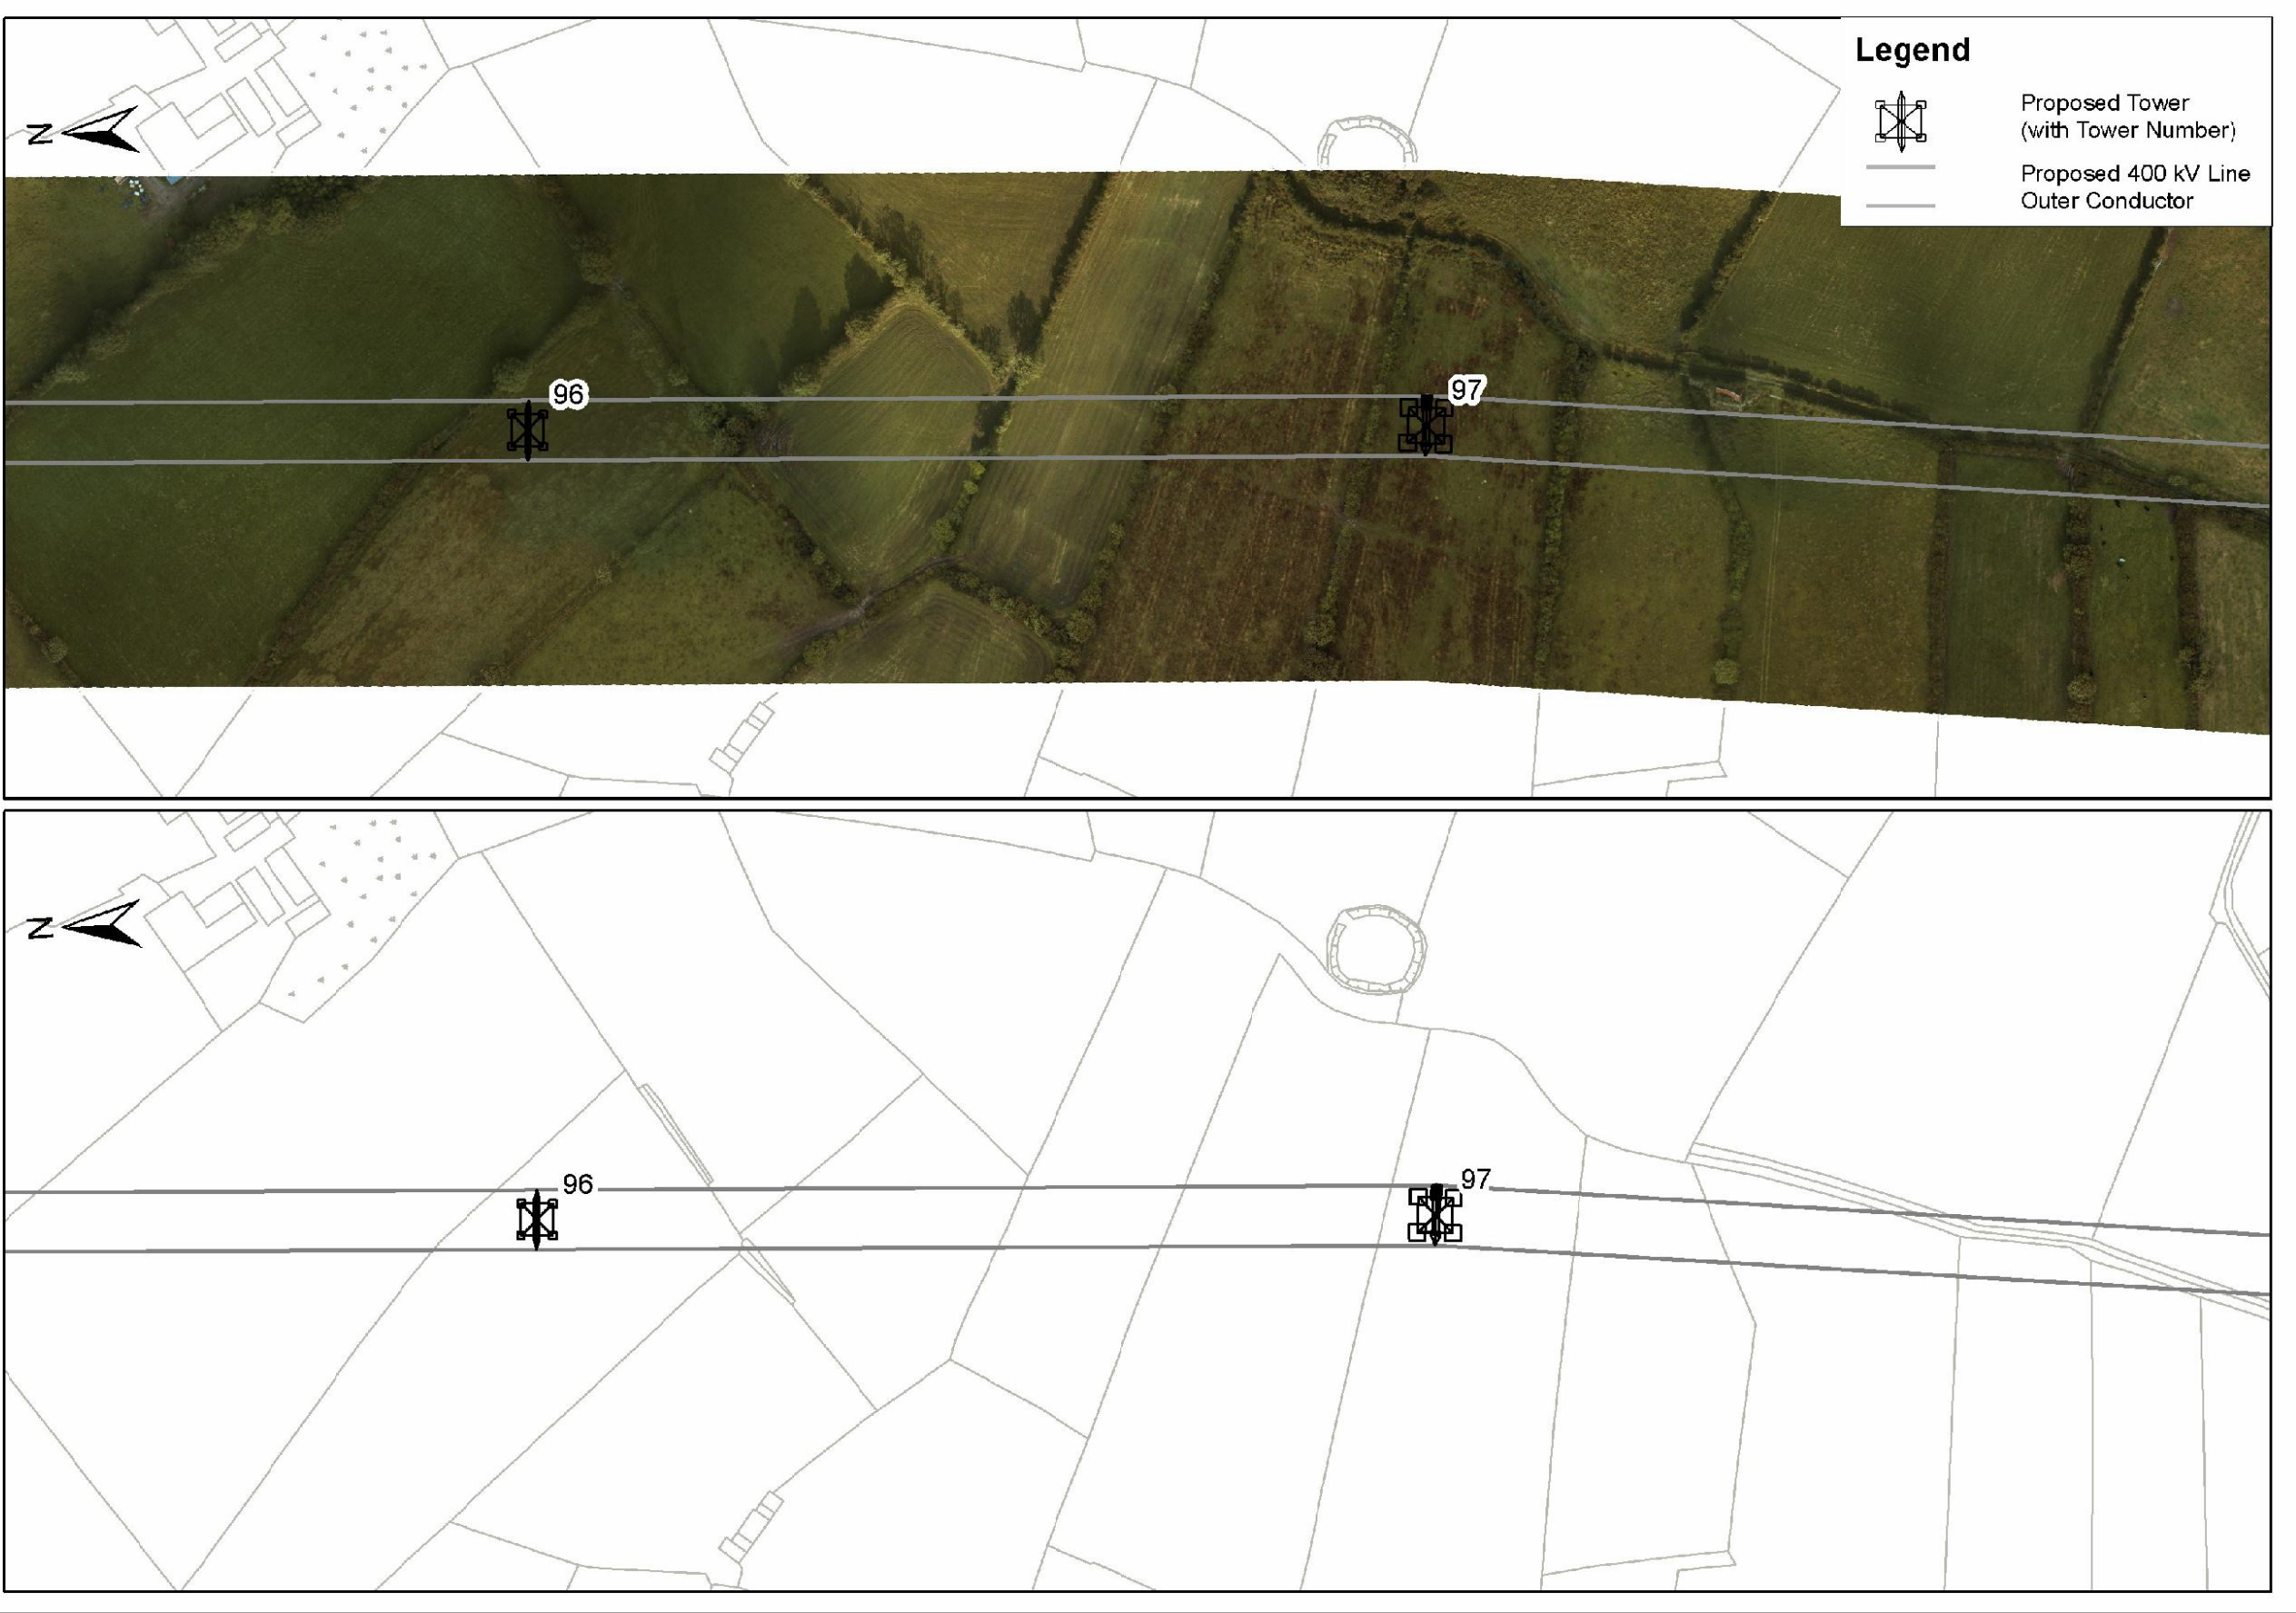 Legend
Proposed Tower
(with Tower Number)
Proposed 400 kV Line
Outer Conductor
N
96
97
N
96
97